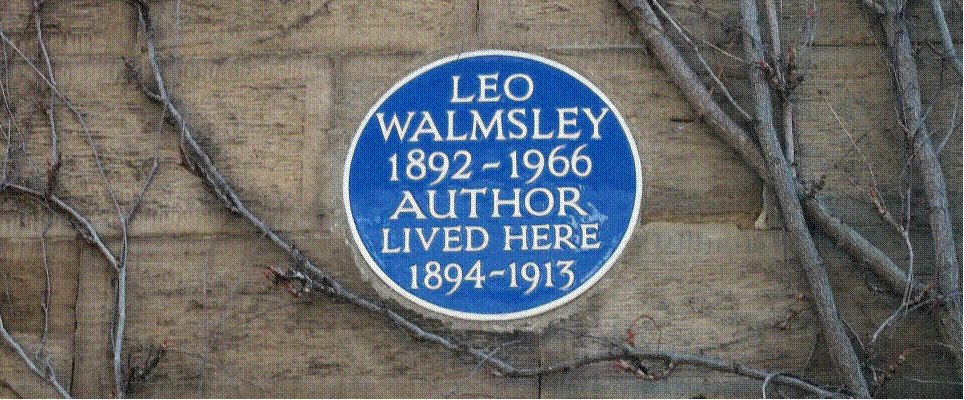 LEO
WALMSLEY
1892-1966
AUTHOR
LIVED HERE
1894-1913